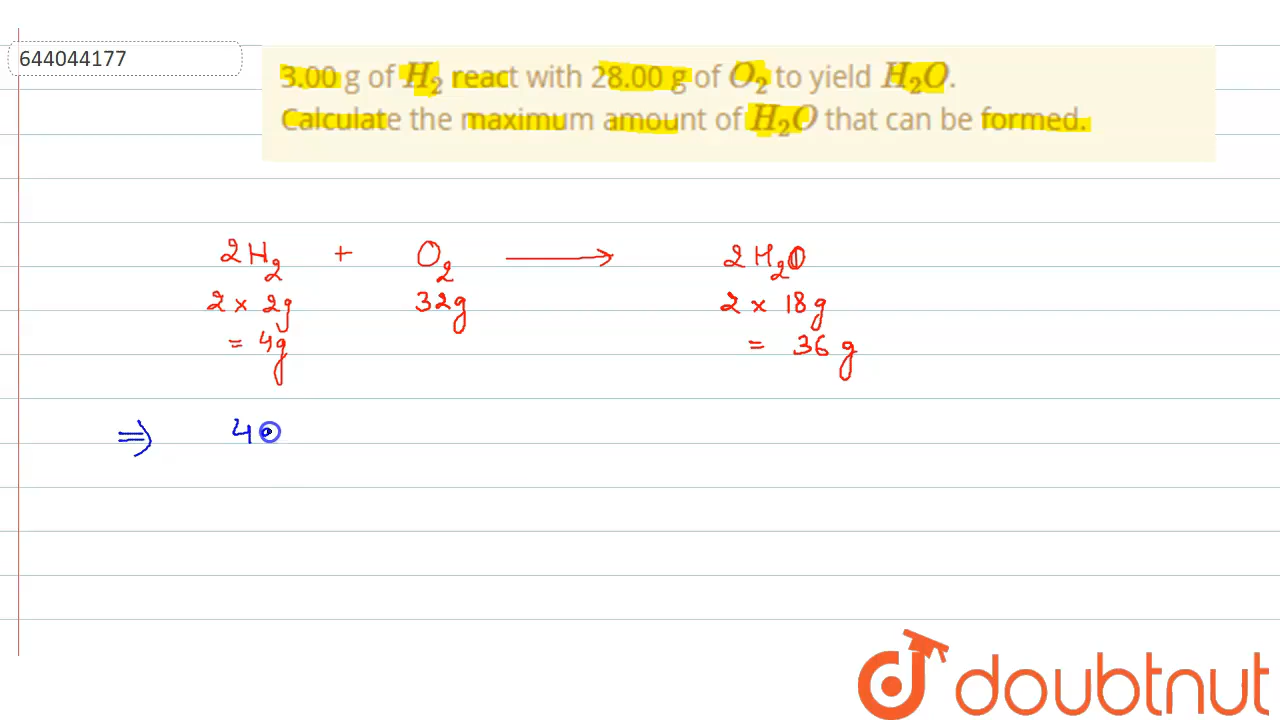 644044177
3.00 g of H₂ react with 28.00 g of O₂ to yield H₂O.
Calculate the maximum amount of H₂O that can be formed.
2H₂ + O₂ → 2H₂O
2 × 2g 32g 2 × 18g
= 4g = 36 g
⇒ 4
doubtnut